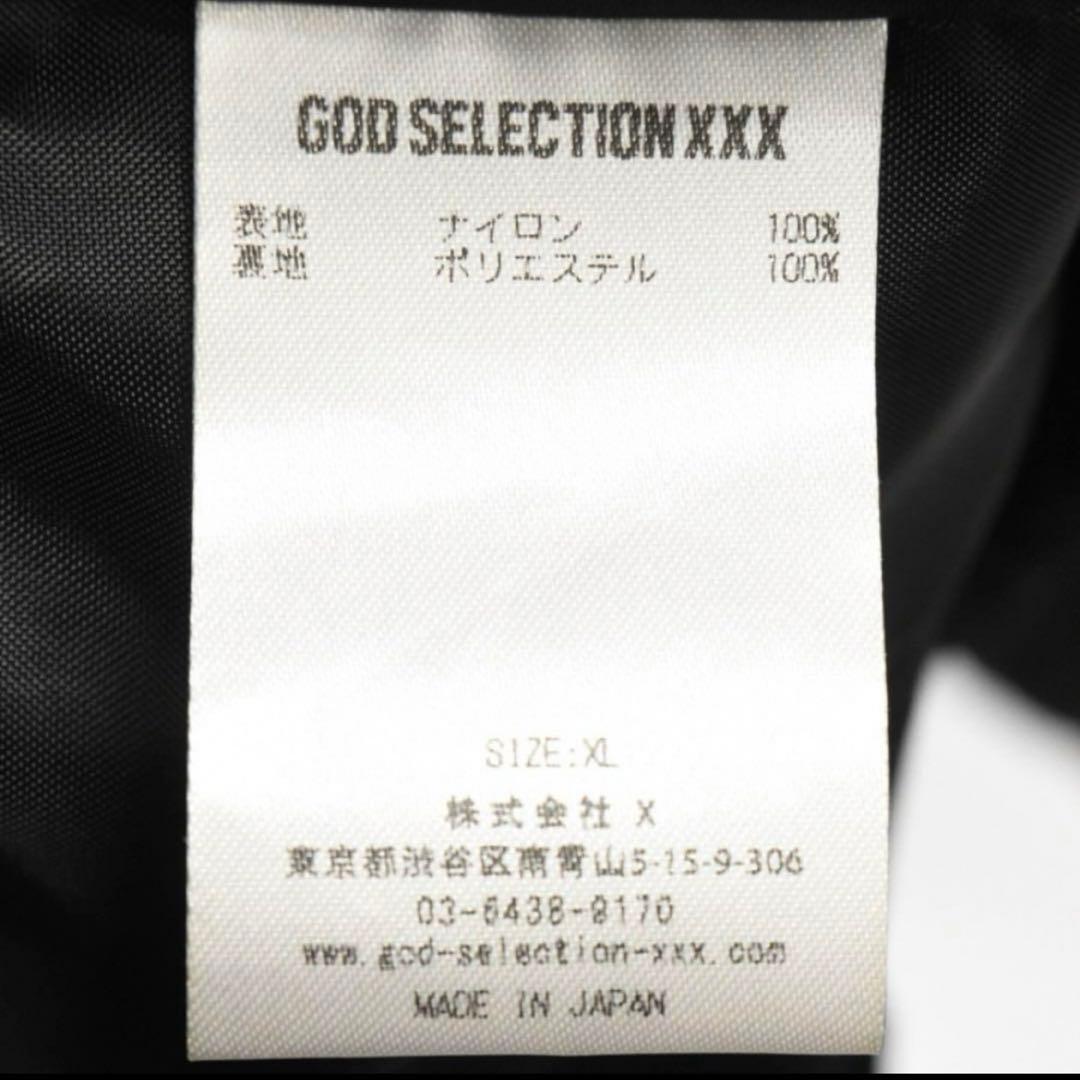 GOD SELECTION XXX
表地 ナイロン 100%
裏地 ポリエステル 100%
SIZE:XL
株式会社 X
東京都渋谷区南青山5-15-9-306
03-6438-9170
www.god-selection-xxx.com
MADE IN JAPAN